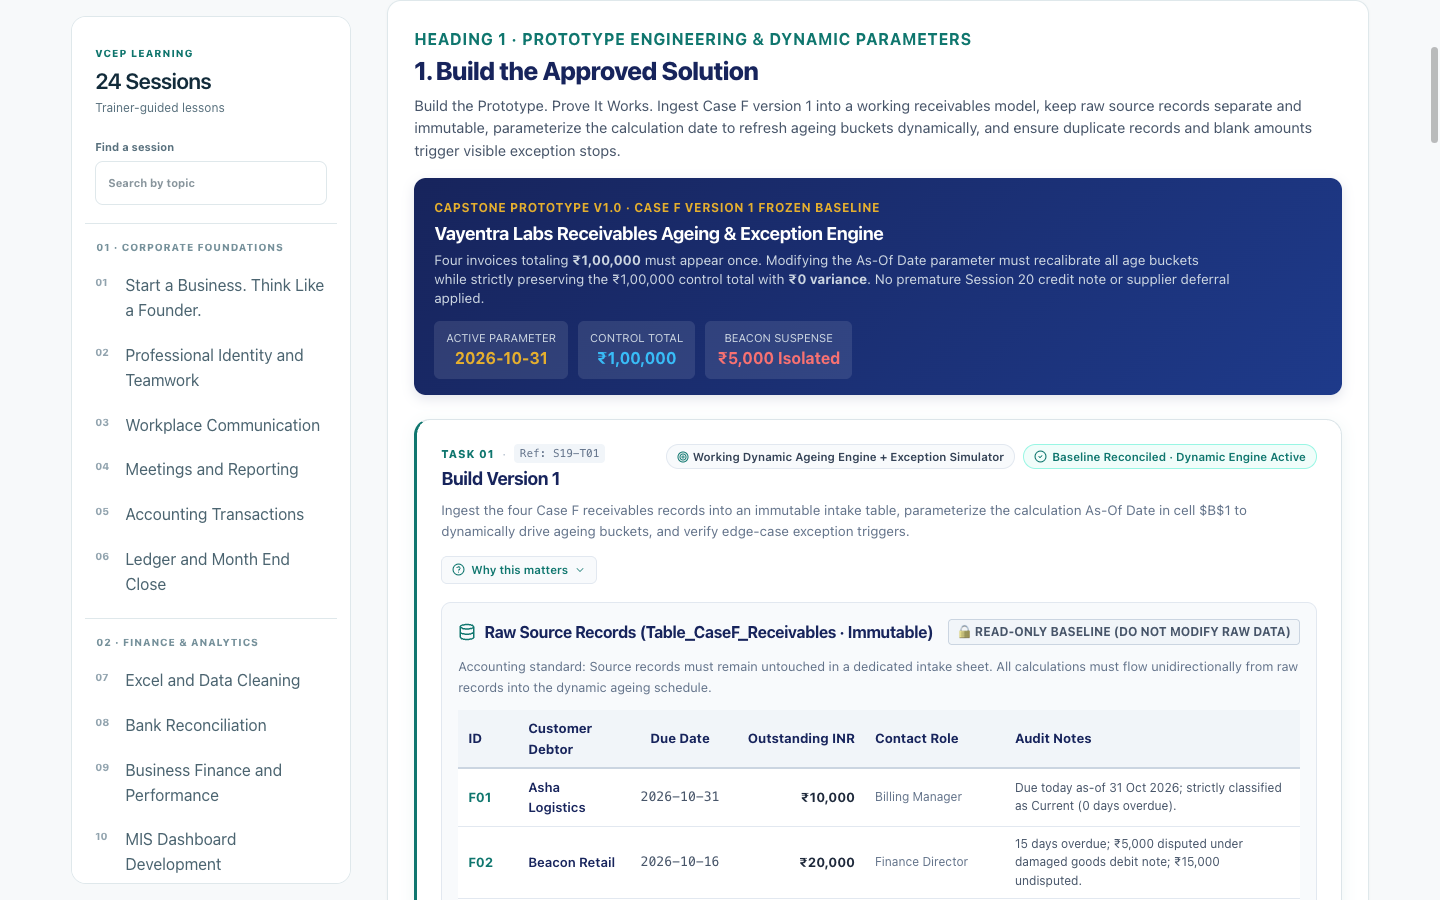 VCEP LEARNING
24 Sessions
Trainer-guided lessons
Find a session
Search by topic
01 · CORPORATE FOUNDATIONS
01 Start a Business. Think Like
a Founder.
02 Professional Identity and
Teamwork
03 Workplace Communication
04 Meetings and Reporting
05 Accounting Transactions
06 Ledger and Month End
Close
02 · FINANCE & ANALYTICS
07 Excel and Data Cleaning
08 Bank Reconciliation
09 Business Finance and
Performance
10 MIS Dashboard
Development
HEADING 1 · PROTOTYPE ENGINEERING & DYNAMIC PARAMETERS
1. Build the Approved Solution
Build the Prototype. Prove It Works. Ingest Case F version 1 into a working receivables model, keep raw source records separate and
immutable, parameterize the calculation date to refresh ageing buckets dynamically, and ensure duplicate records and blank amounts
trigger visible exception stops.
CAPSTONE PROTOTYPE V1.0 · CASE F VERSION 1 FROZEN BASELINE
Vayentra Labs Receivables Ageing & Exception Engine
Four invoices totaling ₹1,00,000 must appear once. Modifying the As-Of Date parameter must recalibrate all age buckets
while strictly preserving the ₹1,00,000 control total with ₹0 variance. No premature Session 20 credit note or supplier deferral
applied.
ACTIVE PARAMETER
2026-10-31
CONTROL TOTAL
₹1,00,000
BEACON SUSPENSE
₹5,000 Isolated
TASK 01 · Ref: S19-T01
Working Dynamic Ageing Engine + Exception Simulator
Baseline Reconciled · Dynamic Engine Active
Build Version 1
Ingest the four Case F receivables records into an immutable intake table, parameterize the calculation As-Of Date in cell $B$1 to
dynamically drive ageing buckets, and verify edge-case exception triggers.
Why this matters
Raw Source Records (Table_CaseF_Receivables · Immutable)
🔒 READ-ONLY BASELINE (DO NOT MODIFY RAW DATA)
Accounting standard: Source records must remain untouched in a dedicated intake sheet. All calculations must flow unidirectionally from raw
records into the dynamic ageing schedule.
ID
Customer
Debtor
Due Date
Outstanding INR
Contact Role
Audit Notes
F01
Asha
Logistics
2026-10-31
₹10,000
Billing Manager
Due today as-of 31 Oct 2026; strictly classified
as Current (0 days overdue).
F02
Beacon Retail
2026-10-16
₹20,000
Finance Director
15 days overdue; ₹5,000 disputed under
damaged goods debit note; ₹15,000
undisputed.